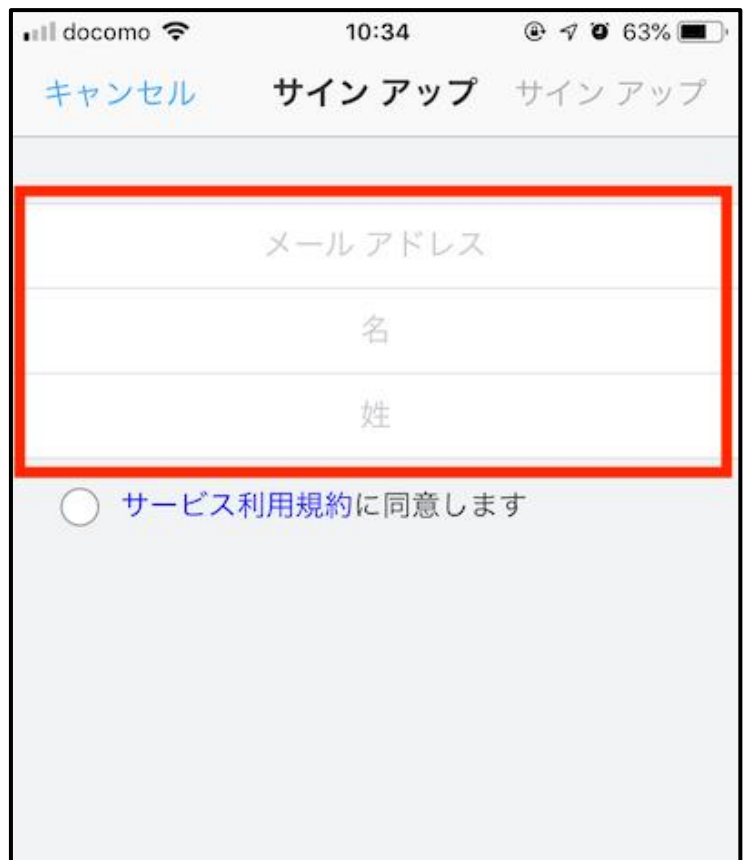 docomo 10:34 63%
キャンセル サイン アップ サイン アップ
メール アドレス
名
姓
サービス利用規約に同意します